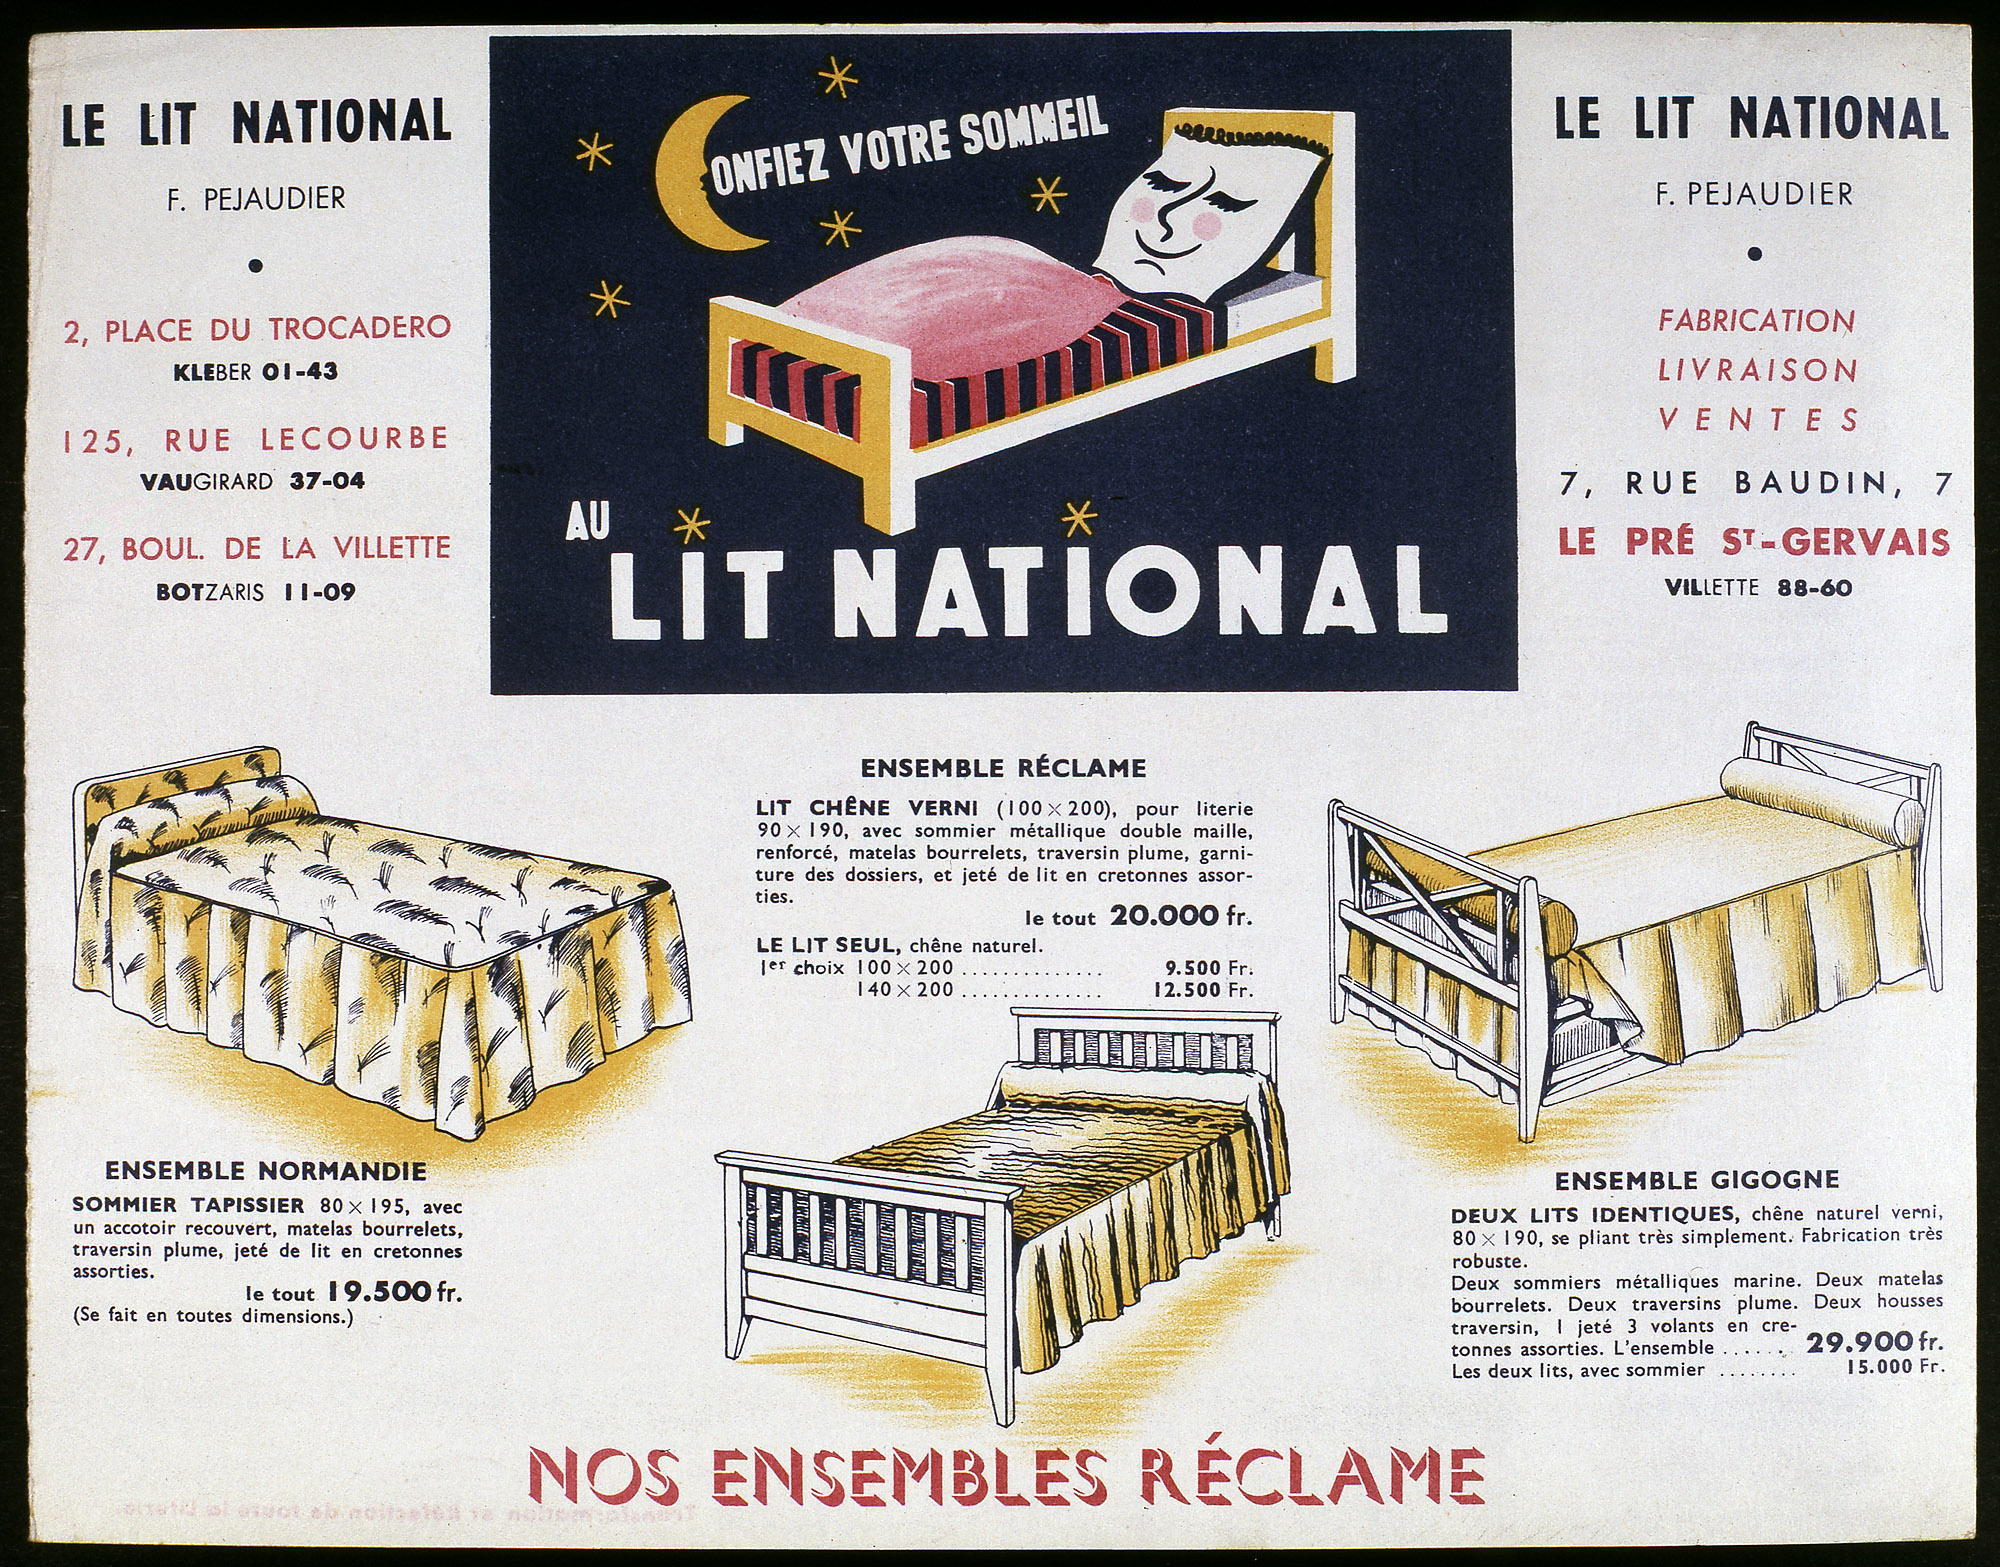 LE LIT NATIONAL
F. PEJAUDIER
•
2, PLACE DU TROCADERO
KLEBER 01-43
125, RUE LECOURBE
VAUGIRARD 37-04
27, BOUL. DE LA VILLETTE
BOTZARIS 11-09
CONFIEZ VOTRE SOMMEIL
AU
LIT NATIONAL
LE LIT NATIONAL
F. PEJAUDIER
•
FABRICATION
LIVRAISON
VENTES
7, RUE BAUDIN, 7
LE PRÉ ST-GERVAIS
VILLETTE 88-60
ENSEMBLE NORMANDIE
SOMMIER TAPISSIER 80 × 195, avec
un accotoir recouvert, matelas bourrelets,
traversin plume, jeté de lit en cretonnes
assorties.
le tout 19.500 fr.
(Se fait en toutes dimensions.)
ENSEMBLE RÉCLAME
LIT CHÊNE VERNI (100 × 200), pour literie
90 × 190, avec sommier métallique double maille,
renforcé, matelas bourrelets, traversin plume, garni-
ture des dossiers, et jeté de lit en cretonnes assor-
ties.
le tout 20.000 fr.
LE LIT SEUL, chêne naturel.
1er choix 100 × 200 .............. 9.500 Fr.
140 × 200 .............. 12.500 Fr.
ENSEMBLE GIGOGNE
DEUX LITS IDENTIQUES, chêne naturel verni,
80 × 190, se pliant très simplement. Fabrication très
robuste.
Deux sommiers métalliques marine. Deux matelas
bourrelets. Deux traversins plume. Deux housses
traversin, 1 jeté 3 volants en cre-
tonnes assorties. L'ensemble ...... 29.900 fr.
Les deux lits, avec sommier ........ 15.000 Fr.
NOS ENSEMBLES RÉCLAME
Transformation et Réfection de toute la Literie